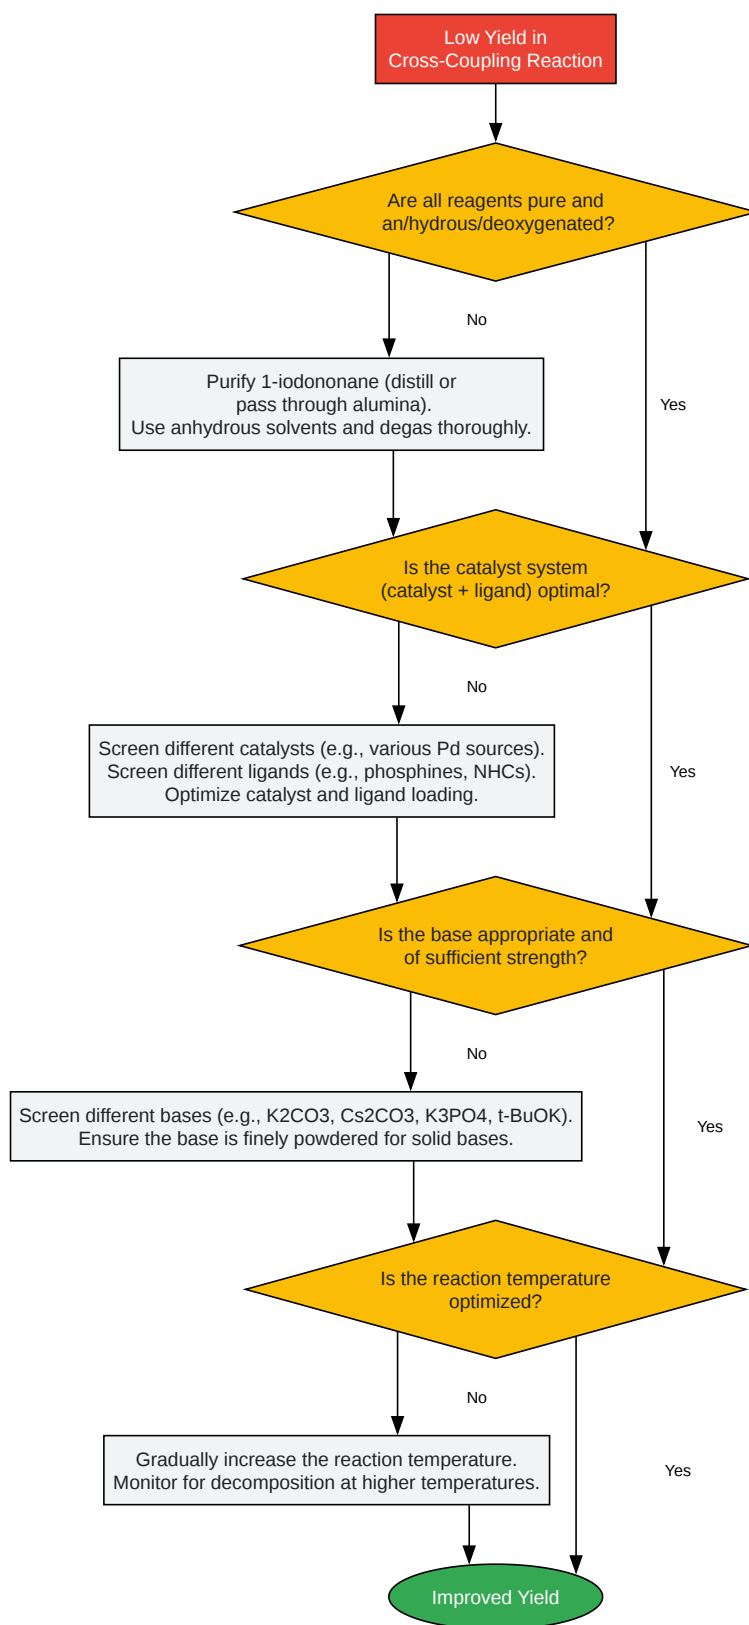 Low Yield in
Cross-Coupling Reaction
Are all reagents pure and
an/hydrous/deoxygenated?
No
Purify 1-iodononane (distill or
pass through alumina).
Use anhydrous solvents and degas thoroughly.
Yes
Is the catalyst system
(catalyst + ligand) optimal?
No
Screen different catalysts (e.g., various Pd sources).
Screen different ligands (e.g., phosphines, NHCs).
Optimize catalyst and ligand loading.
Yes
Is the base appropriate and
of sufficient strength?
No
Screen different bases (e.g., K2CO3, Cs2CO3, K3PO4, t-BuOK).
Ensure the base is finely powdered for solid bases.
Yes
Is the reaction temperature
optimized?
No
Gradually increase the reaction temperature.
Monitor for decomposition at higher temperatures.
Yes
Improved Yield